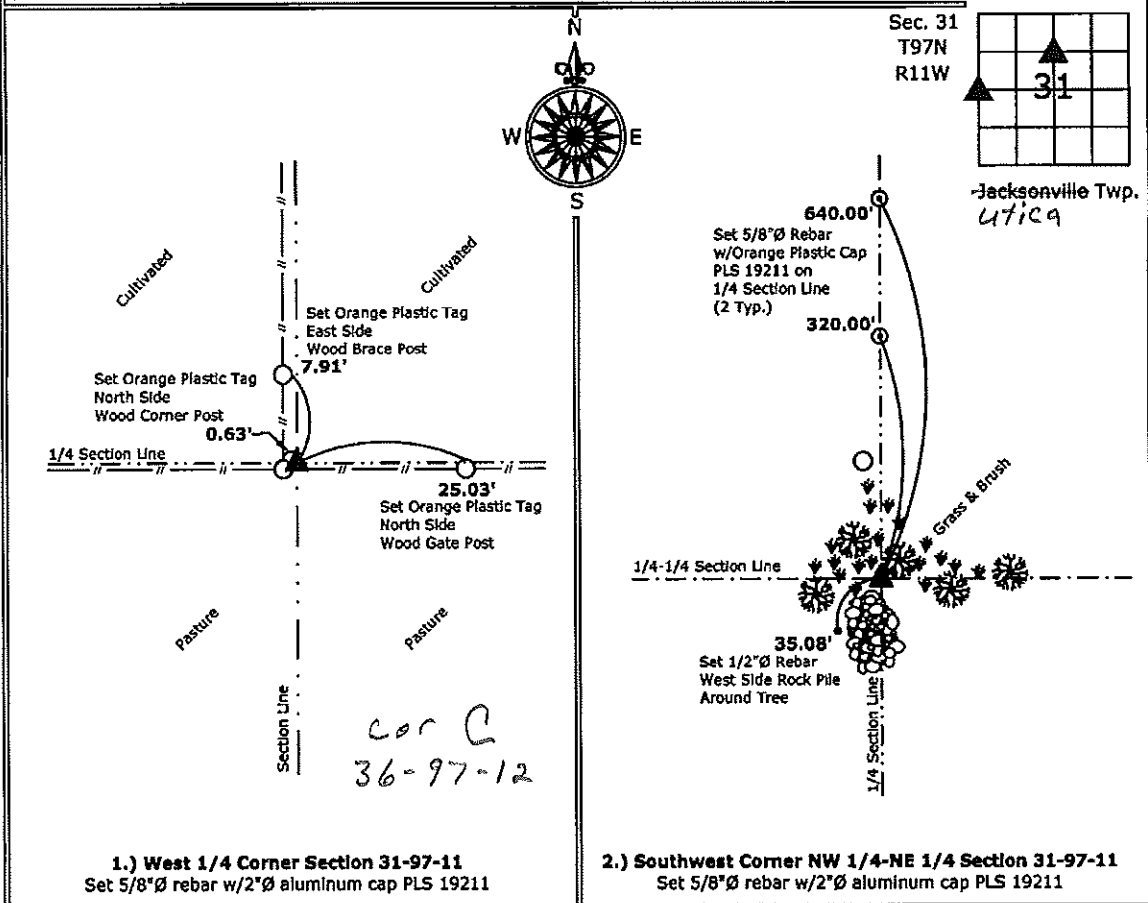 N
W
E
S
Sec. 31
T97N
R11W
31
Jacksonville Twp.
Utica
Cultivated
Cultivated
Set Orange Plastic Tag
East Side
Wood Brace Post
7.91'
Set Orange Plastic Tag
North Side
Wood Corner Post
0.63'
1/4 Section Line
25.03'
Set Orange Plastic Tag
North Side
Wood Gate Post
Pasture
Pasture
Section Line
Cor C
36-97-12
1.) West 1/4 Corner Section 31-97-11
Set 5/8"Ø rebar w/2"Ø aluminum cap PLS 19211
640.00'
Set 5/8"Ø Rebar
w/Orange Plastic Cap
PLS 19211 on
1/4 Section Line
(2 Typ.)
320.00'
Grass & Brush
1/4-1/4 Section Line
35.08'
Set 1/2"Ø Rebar
West Side Rock Pile
Around Tree
1/4 Section Line
2.) Southwest Corner NW 1/4-NE 1/4 Section 31-97-11
Set 5/8"Ø rebar w/2"Ø aluminum cap PLS 19211